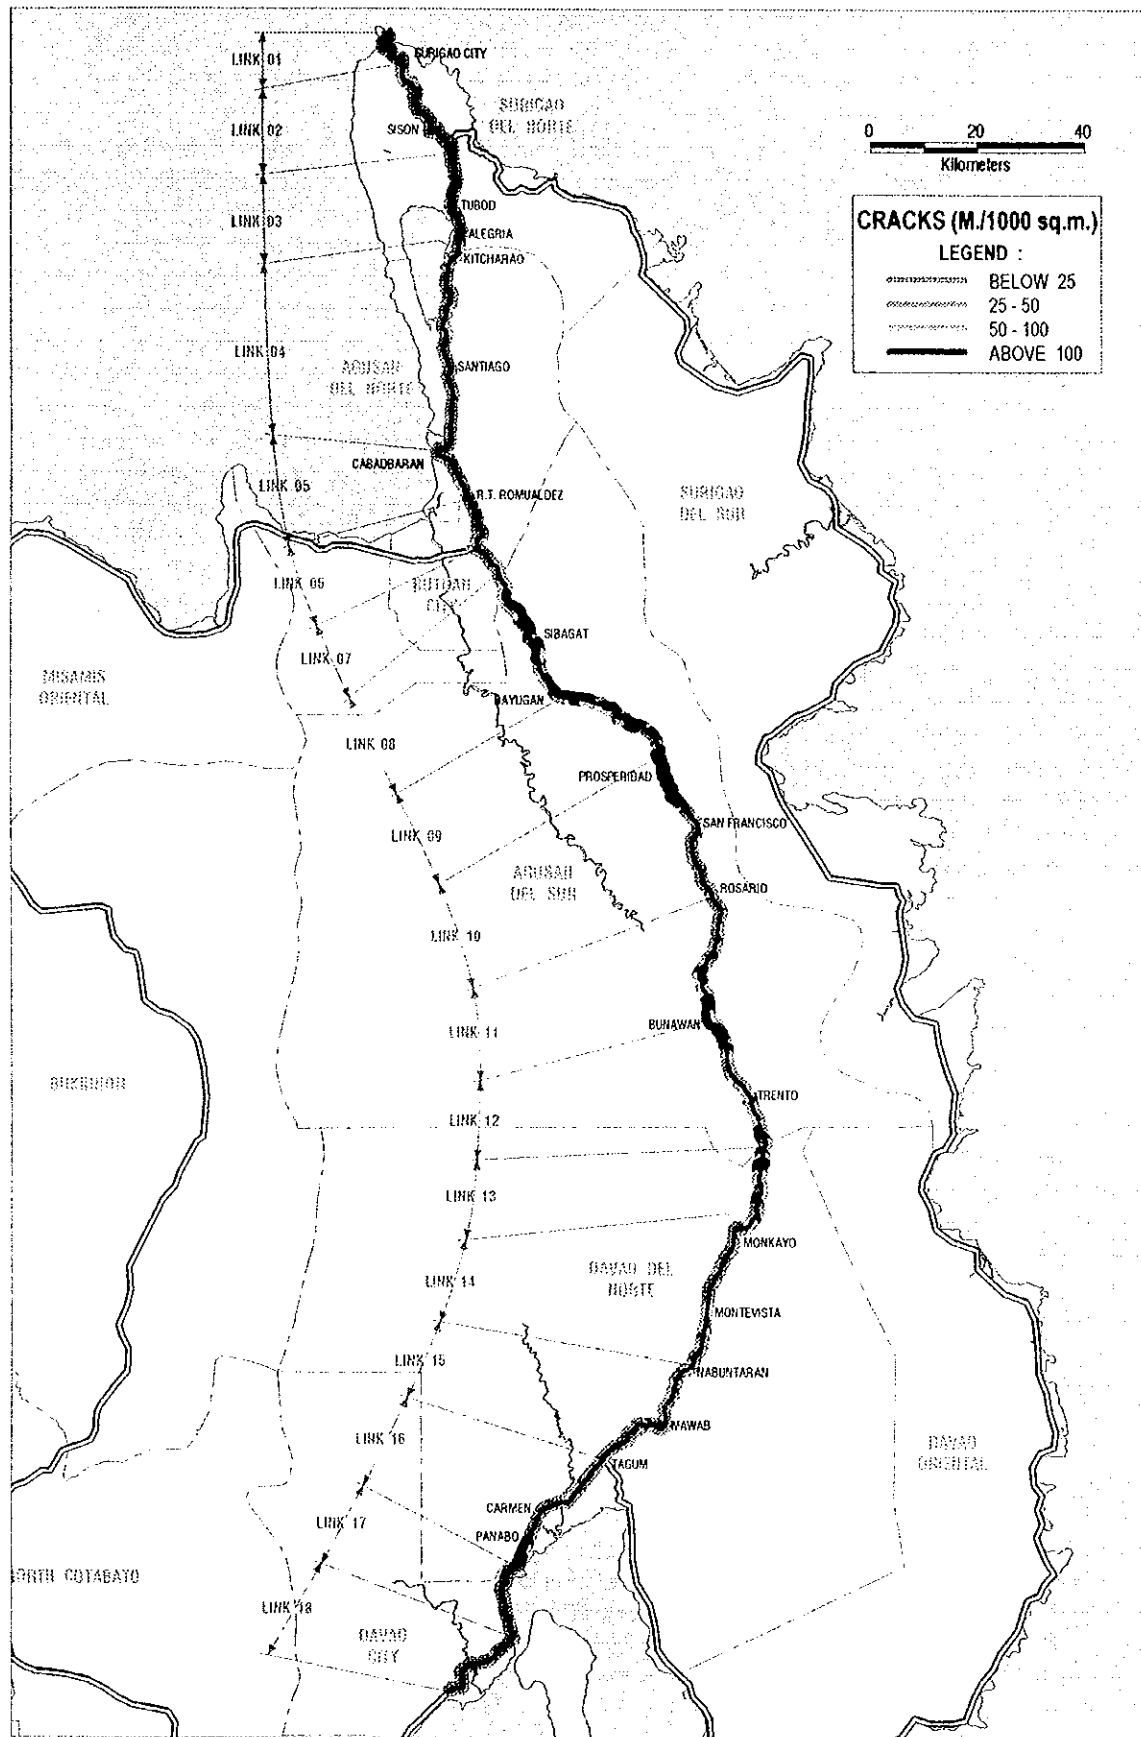 LINK 01
SURIGAO CITY
LINK 02
SISON
SURIGAO
DEL NORTE
0 20 40
Kilometers
LINK 03
TUBOD
ALEGRIA
KITCHARAO
CRACKS (M./1000 sq.m.)
LEGEND :
BELOW 25
25 - 50
50 - 100
ABOVE 100
LINK 04
AGUSAN
DEL NORTE
SANTIAGO
CABADBARAN
LINK 05
R.T. ROMUALDEZ
SURIGAO
DEL SUR
LINK 06
BUTUAN
CITY
SIBAGAT
LINK 07
MISAMIS
ORIENTAL
BAYUGAN
LINK 08
PROSPERIDAD
LINK 09
SAN FRANCISCO
AGUSAN
DEL SUR
ROSARIO
LINK 10
LINK 11
BUNAWAN
BUKIDNON
TRENTO
LINK 12
LINK 13
MONKAYO
LINK 14
DAVAO DEL
NORTE
MONTEVISTA
LINK 15
NABUNTARAN
LINK 16
MAWAB
TAGUM
DAVAO
ORIENTAL
CARMEN
LINK 17
PANABO
NORTH COTABATO
LINK 18
DAVAO
CITY